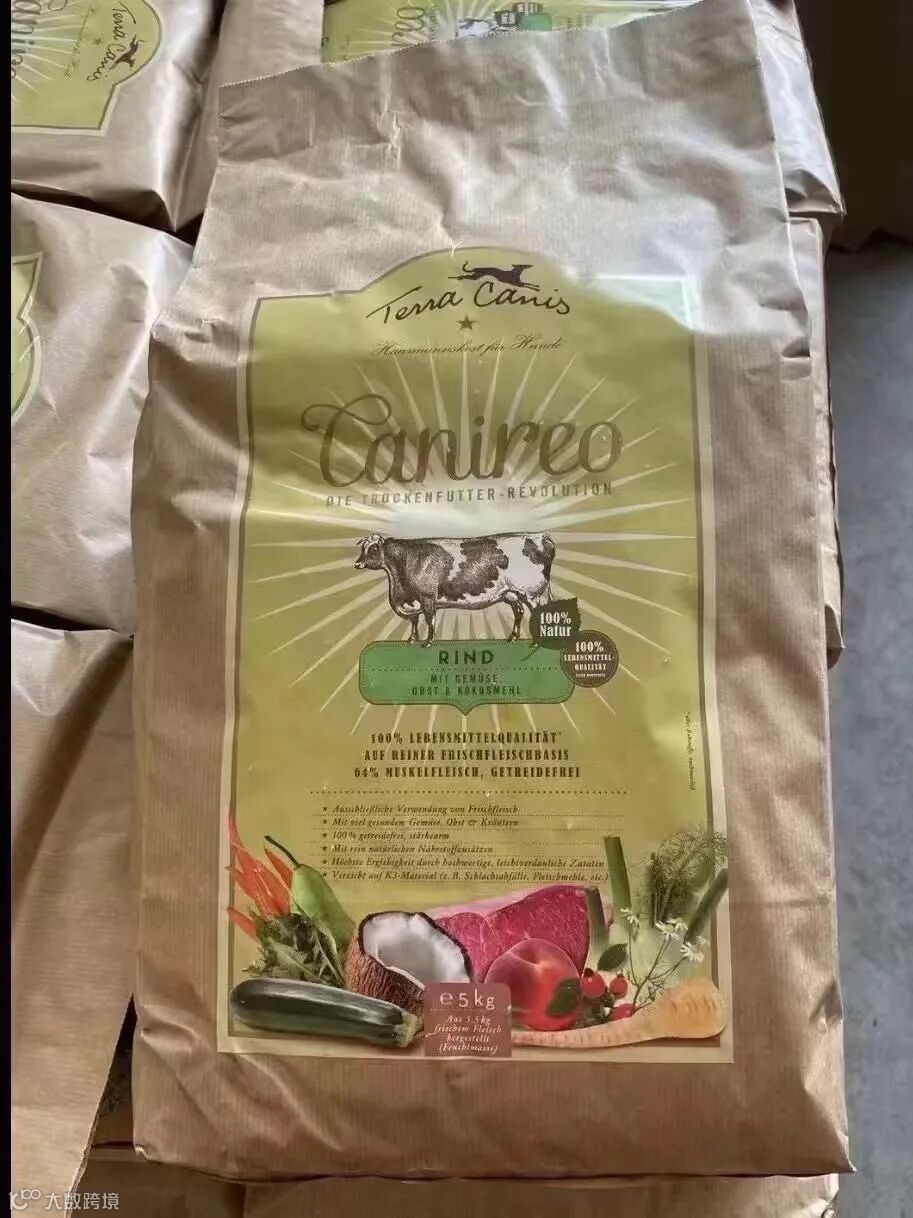 Terra Canis
Terra Canis
Hausmannskost für Hunde
Canireo
DIE TROCKENFUTTER-REVOLUTION
100%
Natur
RIND
100%
LEBENSMITTEL-
QUALITÄT
MIT GEMÜSE,
OBST & KOKOSMEHL
100% LEBENSMITTELQUALITÄT*
AUF REINER FRISCHFLEISCHBASIS
64% MUSKELFLEISCH, GETREIDEFREI
★ Ausschließliche Verwendung von Frischfleisch
★ Mit viel gesundem Gemüse, Obst & Kräutern
★ 100% getreidefrei, stärkearm
★ Mit rein natürlichen Nährstoffzusätzen
★ Höchste Ergiebigkeit durch hochwertige, leichtverdauliche Zutaten
★ Verzicht auf K3-Material (z. B. Schlachtabfälle, Fleischmehle, etc.)
℮ 5 kg
Aus 5,5 kg
frischem Fleisch
hergestellt
(Feuchtmasse)
大数跨境